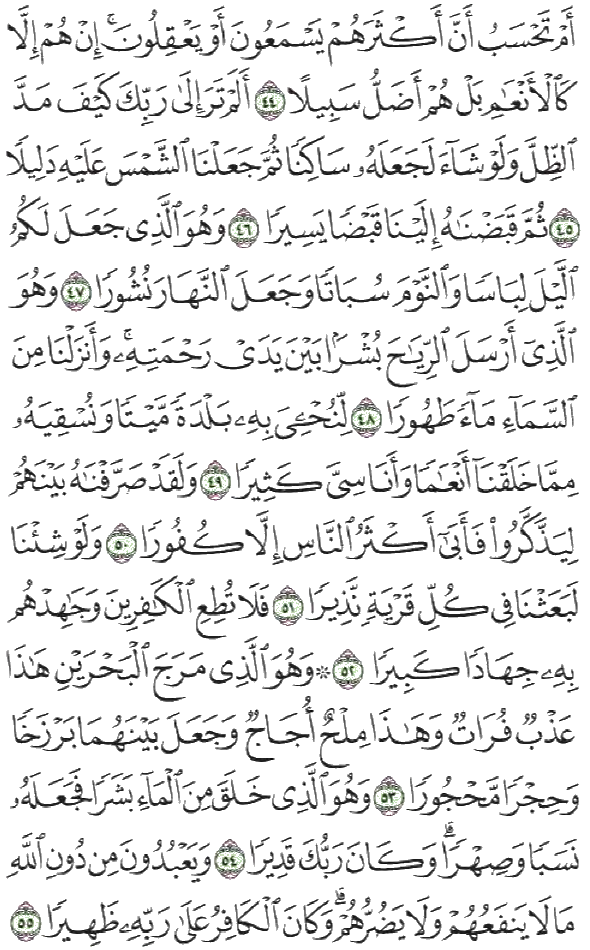 أَمْ تَحْسَبُ أَنَّ أَكْثَرَهُمْ يَسْمَعُونَ أَوْ يَعْقِلُونَ ۚ إِنْ هُمْ إِلَّا
كَٱلْأَنْعَـٰمِ بَلْ هُمْ أَضَلُّ سَبِيلًا ٤٤ أَلَمْ تَرَ إِلَىٰ رَبِّكَ كَيْفَ مَدَّ
ٱلظِّلَّ وَلَوْ شَآءَ لَجَعَلَهُۥ سَاكِنًا ثُمَّ جَعَلْنَا ٱلشَّمْسَ عَلَيْهِ دَلِيلًا
٤٥ ثُمَّ قَبَضْنَـٰهُ إِلَيْنَا قَبْضًا يَسِيرًا ٤٦ وَهُوَ ٱلَّذِى جَعَلَ لَكُمُ
ٱلَّيْلَ لِبَاسًا وَٱلنَّوْمَ سُبَاتًا وَجَعَلَ ٱلنَّهَارَ نُشُورًا ٤٧ وَهُوَ
ٱلَّذِىٓ أَرْسَلَ ٱلرِّيَـٰحَ بُشْرًۢا بَيْنَ يَدَىْ رَحْمَتِهِۦ ۚ وَأَنزَلْنَا مِنَ
ٱلسَّمَآءِ مَآءً طَهُورًا ٤٨ لِّنُحْـِۧىَ بِهِۦ بَلْدَةً مَّيْتًا وَنُسْقِيَهُۥ
مِمَّا خَلَقْنَآ أَنْعَـٰمًا وَأَنَاسِىَّ كَثِيرًا ٤٩ وَلَقَدْ صَرَّفْنَـٰهُ بَيْنَهُمْ
لِيَذَّكَّرُوا۟ فَأَبَىٰٓ أَكْثَرُ ٱلنَّاسِ إِلَّا كُفُورًا ٥٠ وَلَوْ شِئْنَا
لَبَعَثْنَا فِى كُلِّ قَرْيَةٍ نَّذِيرًا ٥١ فَلَا تُطِعِ ٱلْكَـٰفِرِينَ وَجَـٰهِدْهُم
بِهِۦ جِهَادًا كَبِيرًا ٥٢ ۞ وَهُوَ ٱلَّذِى مَرَجَ ٱلْبَحْرَيْنِ هَـٰذَا
عَذْبٌ فُرَاتٌ وَهَـٰذَا مِلْحٌ أُجَاجٌ وَجَعَلَ بَيْنَهُمَا بَرْزَخًا
وَحِجْرًا مَّحْجُورًا ٥٣ وَهُوَ ٱلَّذِى خَلَقَ مِنَ ٱلْمَآءِ بَشَرًا فَجَعَلَهُۥ
نَسَبًا وَصِهْرًا ۗ وَكَانَ رَبُّكَ قَدِيرًا ٥٤ وَيَعْبُدُونَ مِن دُونِ ٱللَّهِ
مَا لَا يَنفَعُهُمْ وَلَا يَضُرُّهُمْ ۗ وَكَانَ ٱلْكَافِرُ عَلَىٰ رَبِّهِۦ ظَهِيرًا ٥٥